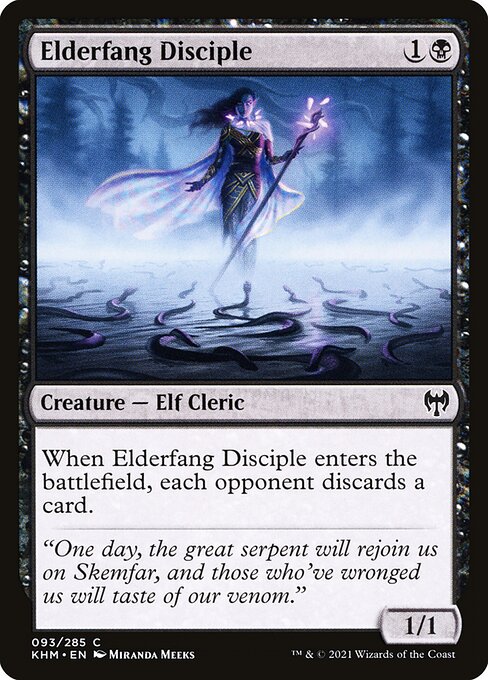 Elderfang Disciple 1
Creature — Elf Cleric
When Elderfang Disciple enters the
battlefield, each opponent discards a
card.
“One day, the great serpent will rejoin us
on Skemfar, and those who’ve wronged
us will taste of our venom.”
1/1
093/285 C
KHM • EN Miranda Meeks
™ & © 2021 Wizards of the Coast